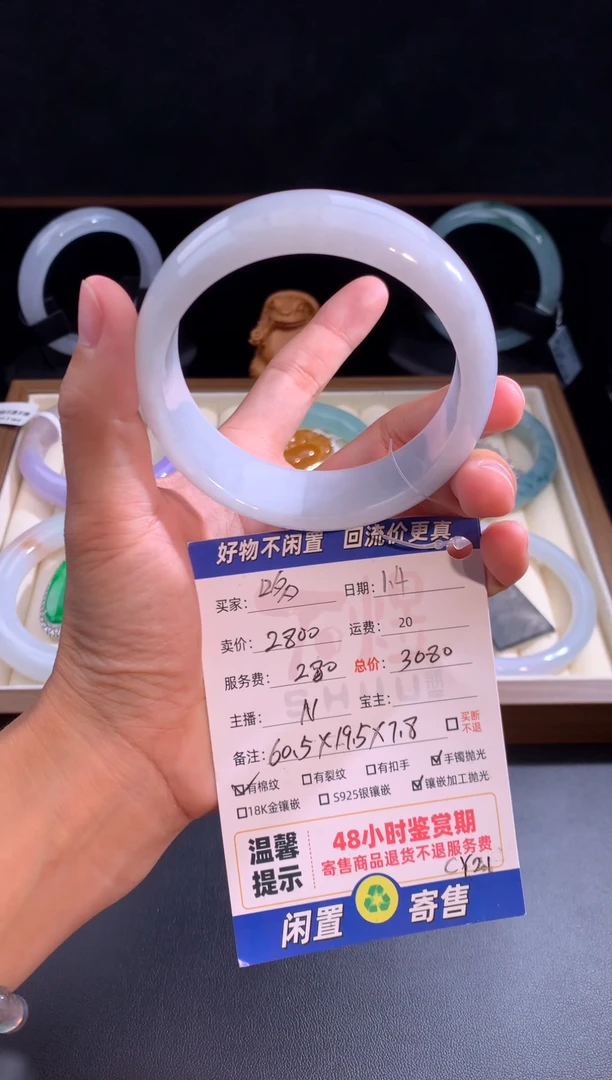 好物不闲置 回流价更真
买家: 日期: 1.4
卖价: 2800 运费: 20
服务费: 280 总价: 3080
主播: N 宝主:
备注: 60.5×19.5×7.8 □买断不退
☑有棉纹 □有裂纹 □有扣手 ☑手镯抛光
□18K金镶嵌 □S925银镶嵌 ☑镶嵌加工抛光
温馨提示
48小时鉴赏期
寄售商品退货不退服务费
CY21
闲置 寄售